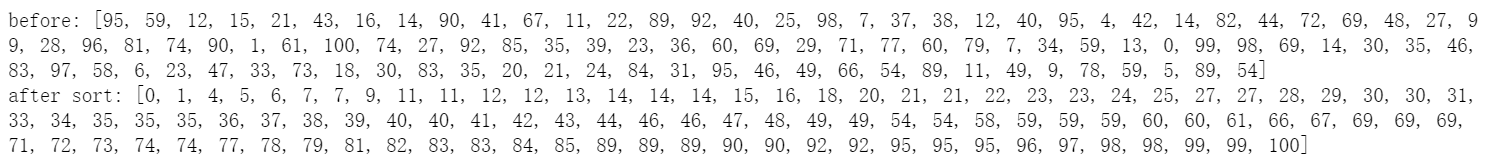 before: [95, 59, 12, 15, 21, 43, 16, 14, 90, 41, 67, 11, 22, 89, 92, 40, 25, 98, 7, 37, 38, 12, 40, 95, 4, 42, 14, 82, 44, 72, 69, 48, 27, 9
9, 28, 96, 81, 74, 90, 1, 61, 100, 74, 27, 92, 85, 35, 39, 23, 36, 60, 69, 29, 71, 77, 60, 79, 7, 34, 59, 13, 0, 99, 98, 69, 14, 30, 35, 46,
83, 97, 58, 6, 23, 47, 33, 73, 18, 30, 83, 35, 20, 21, 24, 84, 31, 95, 46, 49, 66, 54, 89, 11, 49, 9, 78, 59, 5, 89, 54]
after sort: [0, 1, 4, 5, 6, 7, 7, 9, 11, 11, 12, 12, 13, 14, 14, 14, 15, 16, 18, 20, 21, 21, 22, 23, 23, 24, 25, 27, 27, 28, 29, 30, 30, 31,
33, 34, 35, 35, 35, 36, 37, 38, 39, 40, 40, 41, 42, 43, 44, 46, 46, 47, 48, 49, 49, 54, 54, 58, 59, 59, 59, 60, 60, 61, 66, 67, 69, 69, 69,
71, 72, 73, 74, 74, 77, 78, 79, 81, 82, 83, 83, 84, 85, 89, 89, 89, 90, 90, 92, 92, 95, 95, 95, 96, 97, 98, 98, 99, 99, 100]